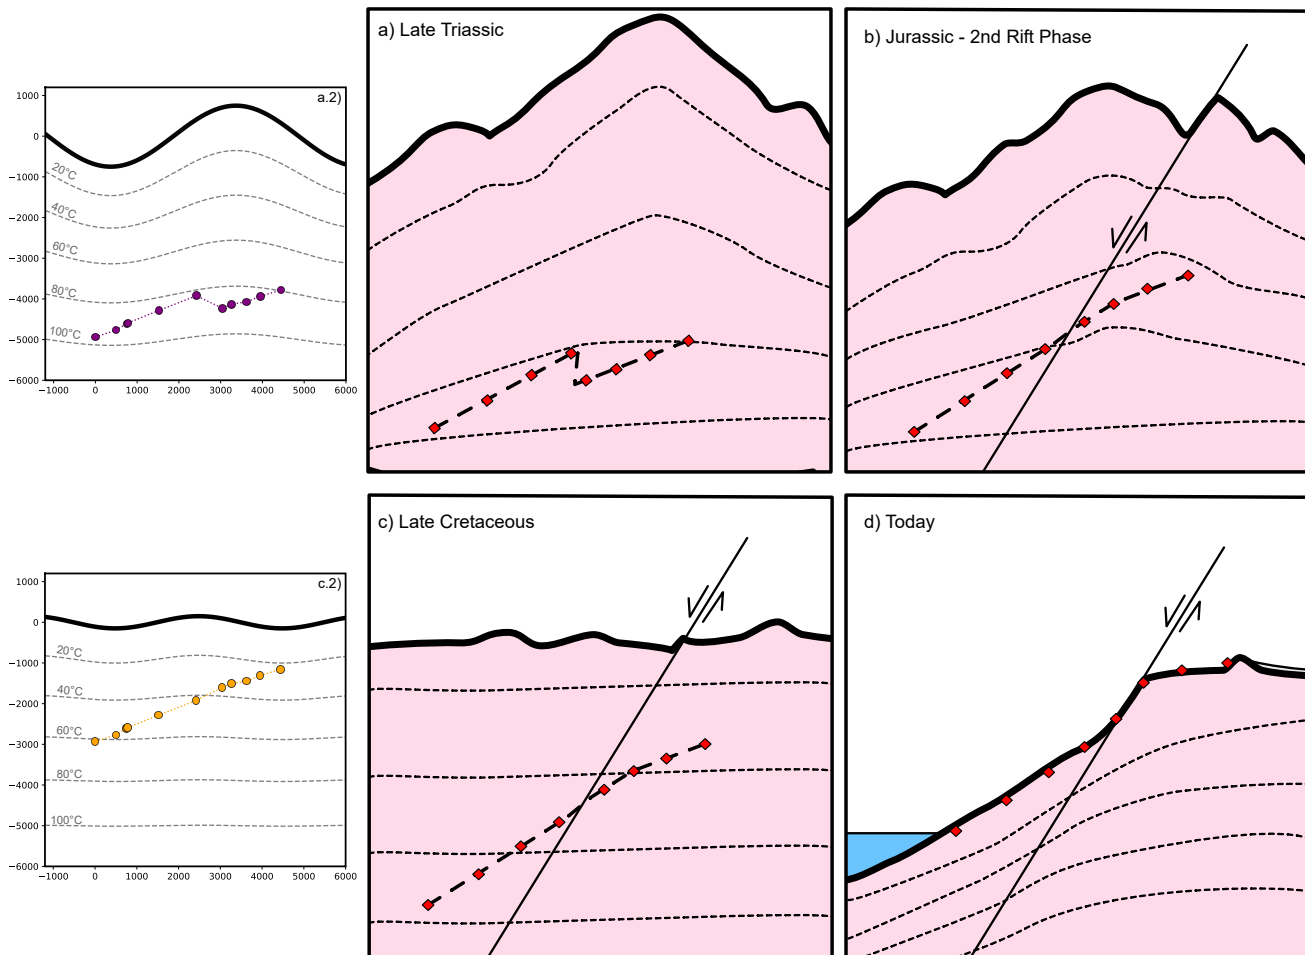 a) Late Triassic
b) Jurassic - 2nd Rift Phase
a.2)
1000
0
−1000
−2000
−3000
−4000
−5000
−6000
20°C
40°C
60°C
80°C
100°C
−1000 0 1000 2000 3000 4000 5000 6000
c) Late Cretaceous
d) Today
c.2)
1000
0
−1000
−2000
−3000
−4000
−5000
−6000
20°C
40°C
60°C
80°C
100°C
−1000 0 1000 2000 3000 4000 5000 6000